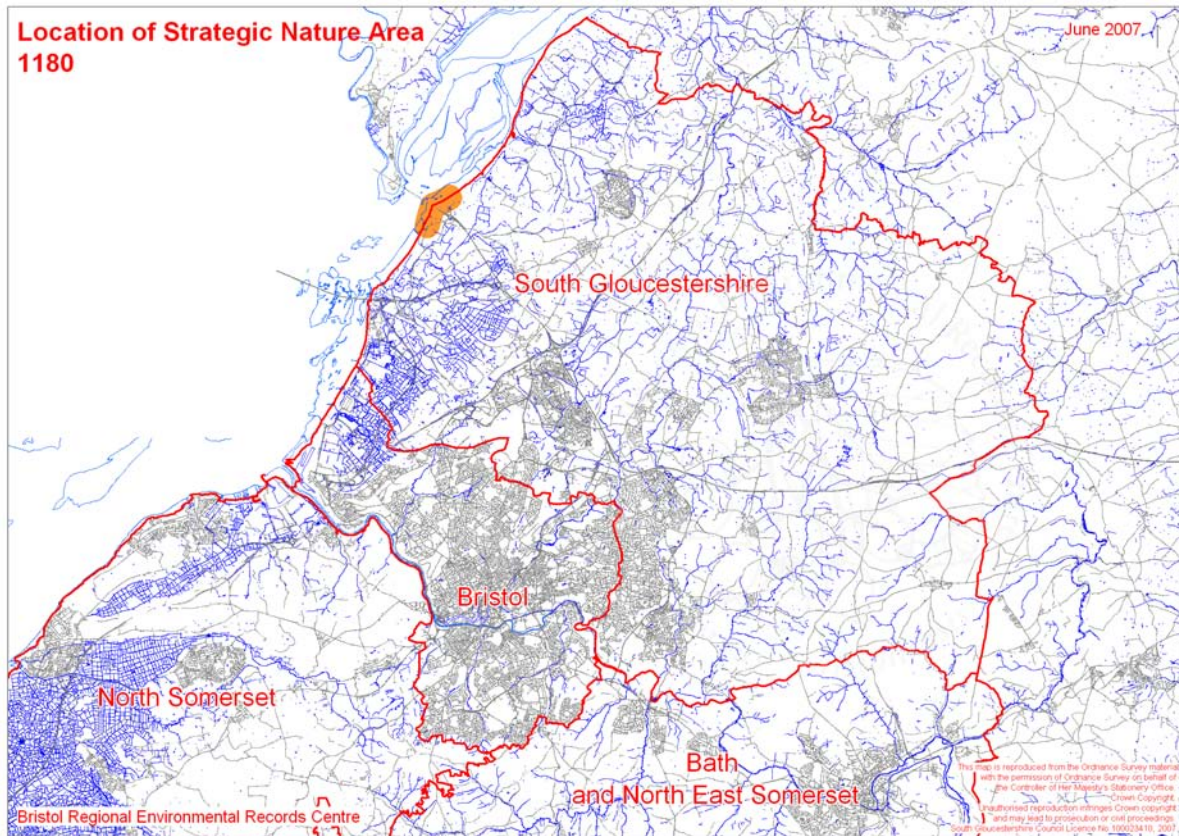 Location of Strategic Nature Area
1180
June 2007
South Gloucestershire
Bristol
North Somerset
Bath
and North East Somerset
This map is reproduced from the Ordnance Survey material
with the permission of Ordnance Survey on behalf of
the Controller of Her Majesty's Stationery Office
Crown Copyright.
Unauthorised reproduction infringes Crown copyright
and may lead to prosecution or civil proceedings.
South Gloucestershire Council Licence No 100023410, 2007.
Bristol Regional Environmental Records Centre